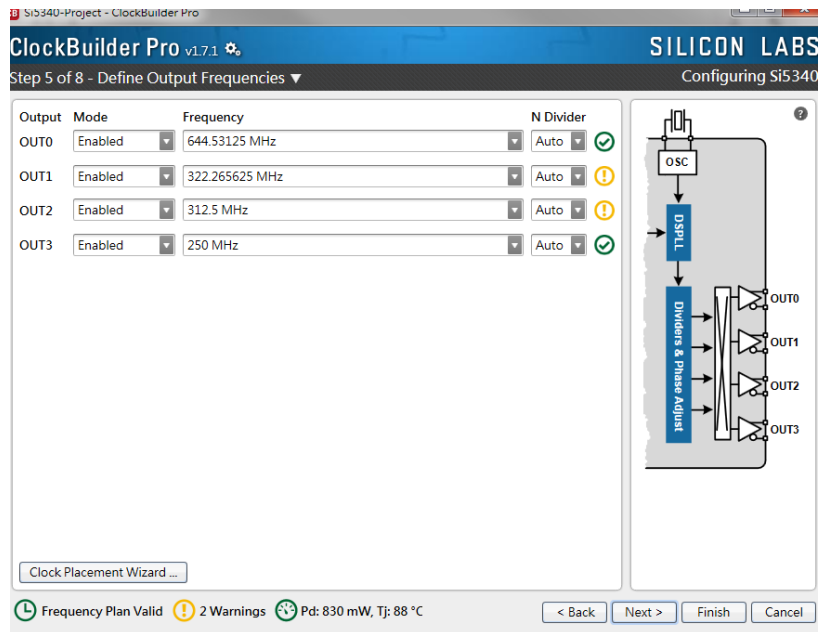 Si5340-Project - ClockBuilder Pro
ClockBuilder Pro v1.7.1
SILICON LABS
Step 5 of 8 - Define Output Frequencies ▼
Configuring Si5340
Output Mode Frequency N Divider
OUT0 Enabled 644.53125 MHz Auto
OUT1 Enabled 322.265625 MHz Auto
OUT2 Enabled 312.5 MHz Auto
OUT3 Enabled 250 MHz Auto
?
OSC
DSPLL
Dividers & Phase Adjust
OUT0
OUT1
OUT2
OUT3
Clock Placement Wizard ...
Frequency Plan Valid 2 Warnings Pd: 830 mW, Tj: 88 °C
< Back Next > Finish Cancel